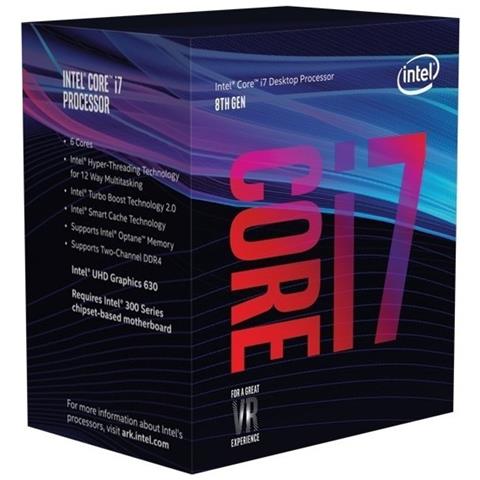 INTEL® CORE™ i7
PROCESSOR
• 6 Cores
• Intel® Hyper-Threading Technology
for 12 Way Multitasking
• Intel® Turbo Boost Technology 2.0
• Intel® Smart Cache Technology
• Supports Intel® Optane™ Memory
• Supports Two-Channel DDR4
Intel® UHD Graphics 630
Requires Intel® 300 Series
chipset-based motherboard
For more information about Intel's
processors, visit ark.intel.com
Intel® Core™ i7 Desktop Processor
8TH GEN
intel
CORE i7
FOR A GREAT
VR
EXPERIENCE